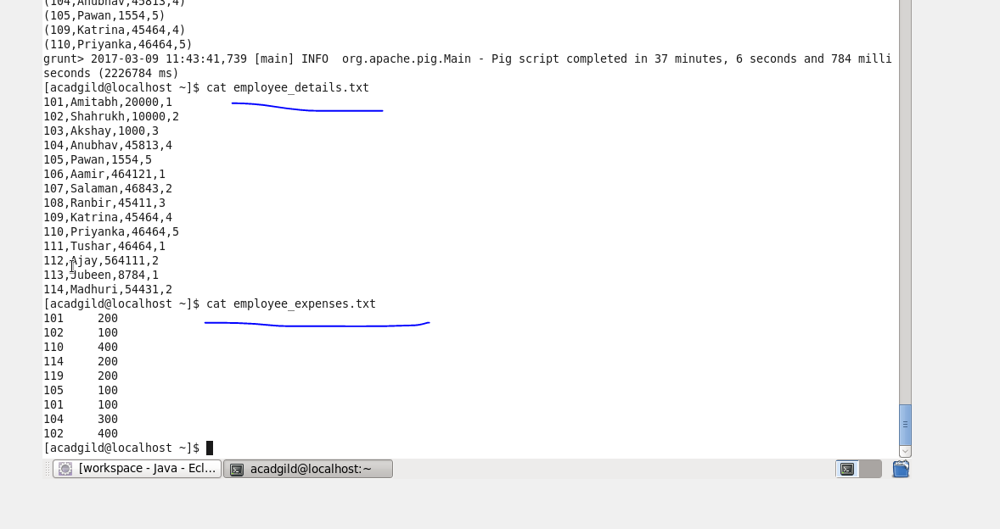 (104,Anubhav,45813,4)
(105,Pawan,1554,5)
(109,Katrina,45464,4)
(110,Priyanka,46464,5)
grunt> 2017-03-09 11:43:41,739 [main] INFO  org.apache.pig.Main - Pig script completed in 37 minutes, 6 seconds and 784 milli
seconds (2226784 ms)
[acadgild@localhost ~]$ cat employee_details.txt
101,Amitabh,20000,1
102,Shahrukh,10000,2
103,Akshay,1000,3
104,Anubhav,45813,4
105,Pawan,1554,5
106,Aamir,464121,1
107,Salaman,46843,2
108,Ranbir,45411,3
109,Katrina,45464,4
110,Priyanka,46464,5
111,Tushar,46464,1
112,Ajay,564111,2
113,Jubeen,8784,1
114,Madhuri,54431,2
[acadgild@localhost ~]$ cat employee_expenses.txt
101     200
102     100
110     400
114     200
119     200
105     100
101     100
104     300
102     400
[acadgild@localhost ~]$
[workspace - Java - Ecl... acadgild@localhost:~